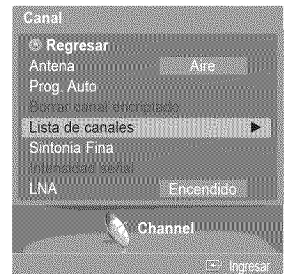 Canal
Regresar
Antena Aire
Prog. Auto
Borrar canal encriptado
Lista de canales
Sintonia Fina
Intensidad señal
LNA Encendido
Channel
Ingresar